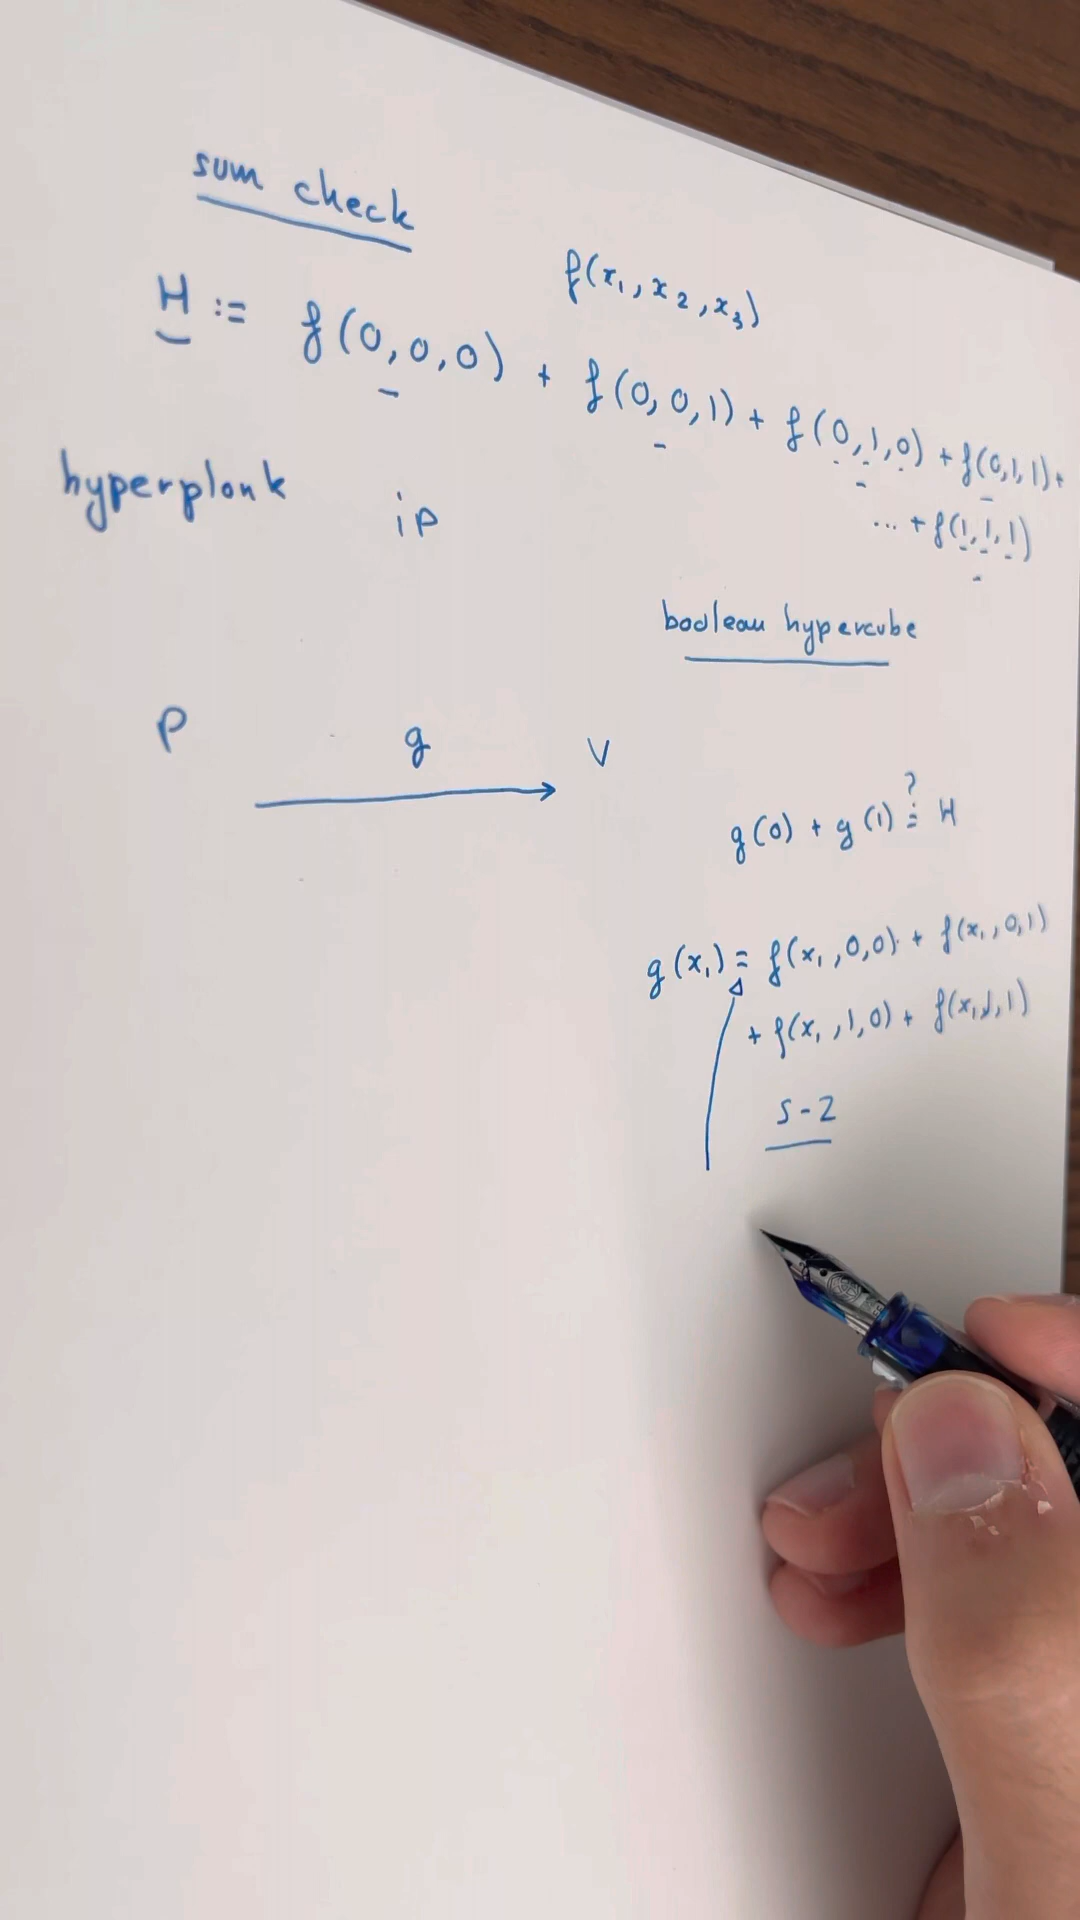 sum check
f(x₁, x₂, x₃)
H := f(0,0,0) + f(0,0,1) + f(0,1,0) + f(0,1,1) +
... + f(1,1,1)
hyperplonk ip
boolean hypercube
P g V
g(0) + g(1) ≟ H
g(x₁) = f(x₁,0,0) + f(x₁,0,1)
+ f(x₁,1,0) + f(x₁,1,1)
S-Z